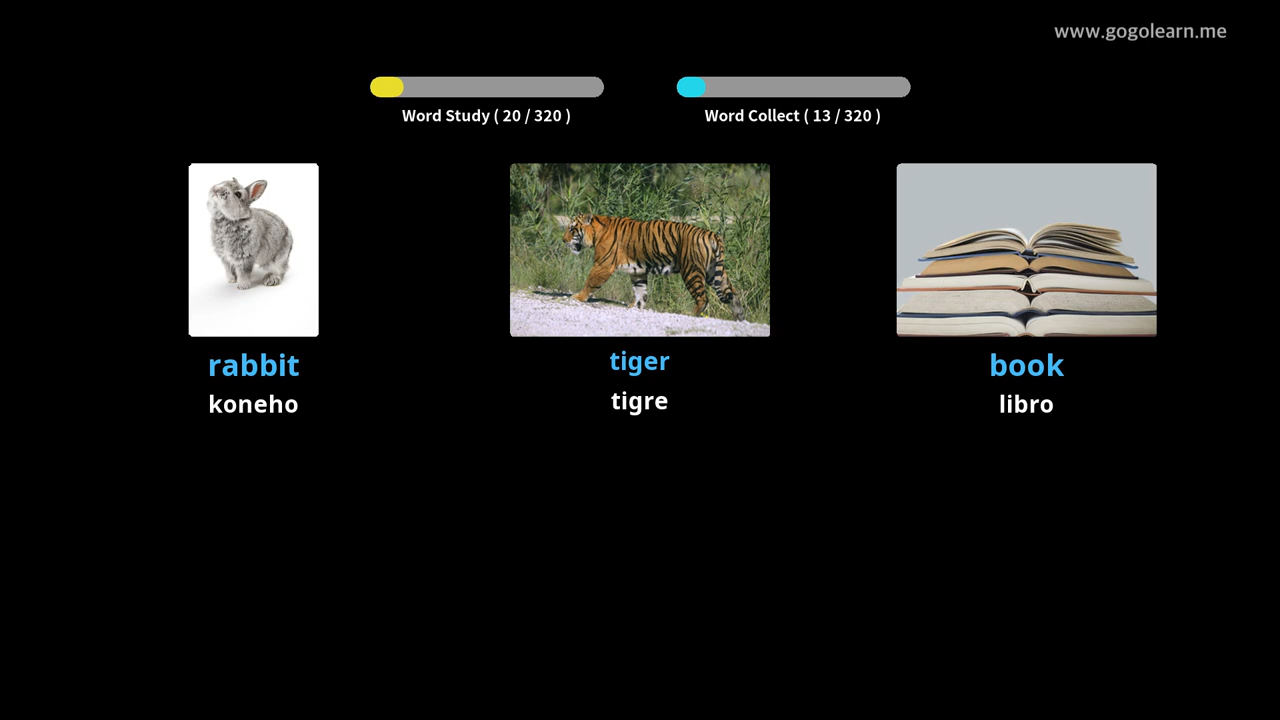 www.gogolearn.me
Word Study ( 20 / 320 )
Word Collect ( 13 / 320 )
rabbit
koneho
tiger
tigre
book
libro